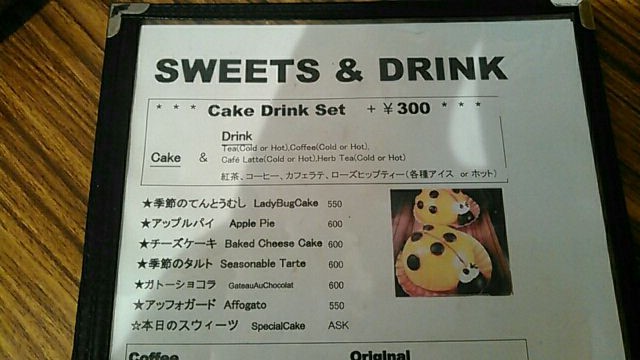 SWEETS & DRINK
* * * Cake Drink Set + ¥300 * * *
Drink
Tea(Cold or Hot),Coffee(Cold or Hot),
Cake & Café Latte(Cold or Hot),Herb Tea(Cold or Hot)
紅茶、コーヒー、カフェラテ、ローズヒップティー(各種アイス or ホット)
★季節のてんとうむし LadyBugCake 550
★アップルパイ Apple Pie 600
★チーズケーキ Baked Cheese Cake 600
★季節のタルト Seasonable Tarte 600
★ガトーショコラ GateauAuChocolat 600
★アッフォガード Affogato 550
☆本日のスウィーツ SpecialCake ASK
Coffee Original